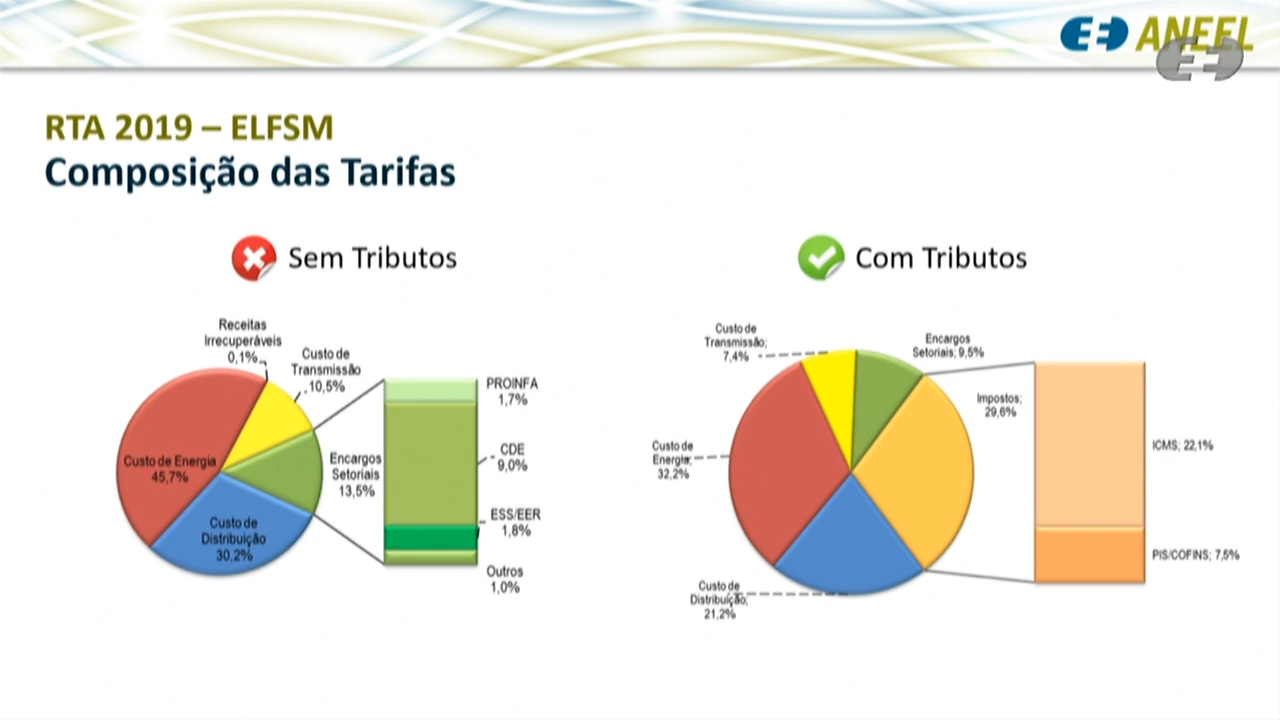 ANEEL
RTA 2019 – ELFSM
Composição das Tarifas
Sem Tributos
Receitas
Irrecuperáveis
0,1%
Custo de
Transmissão
10,5%
Custo de Energia
45,7%
Custo de
Distribuição
30,2%
Encargos
Setoriais
13,5%
PROINFA
1,7%
CDE
9,0%
ESS/EER
1,8%
Outros
1,0%
Com Tributos
Custo de
Transmissão;
7,4%
Encargos
Setoriais; 9,5%
Impostos;
29,6%
Custo de
Energia;
32,2%
Custo de
Distribuição;
21,2%
ICMS; 22,1%
PIS/COFINS; 7,5%